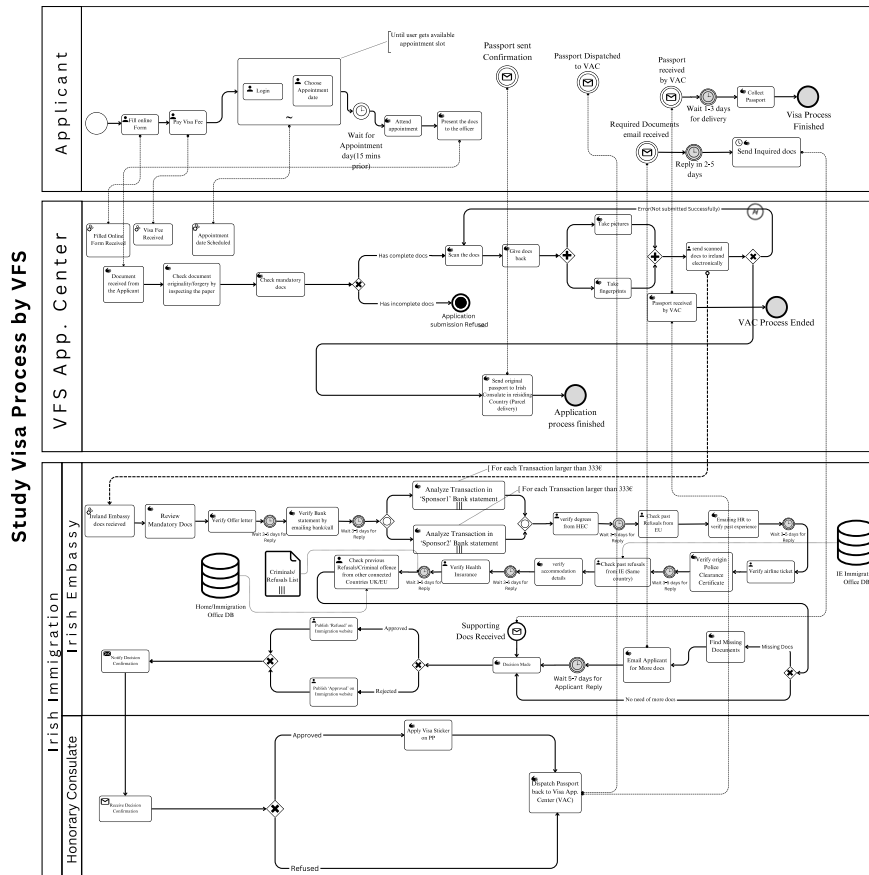 Study Visa Process by VFS
Applicant
Until user gets available
appointment slot
Login
Choose
Appointment
date
~
Fill online
Form
Pay Visa Fee
Wait for
Appointment
day(15 mins
prior)
Attend
appointment
Present the docs
to the officer
Passport sent
Confirmation
Passport Dispatched
to VAC
Passport
received
by VAC
Wait 1-3 days
for delivery
Collect
Passport
Visa Process
Finished
Required Documents
email received
Reply in 2-5
days
Send Inquired docs
VFS App. Center
Filled Online
Form Received
Visa Fee
Received
Appointment
date Scheduled
Document
received from
the Applicant
Check document
originality/forgery by
inspecting the paper
Check mandatory
docs
Has complete docs
Has incomplete docs
Application
submission Refused
Scan the docs
Give docs
back
Take pictures
Take
fingerprints
Error(Not submitted Successfully)
send scanned
docs to ireland
electronically
Passport received
by VAC
VAC Process Ended
Send original
passport to Irish
Consulate in reisiding
Country (Parcel
delivery)
Application
process finished
Irish Immigration
Irish Embassy
For each Transaction larger than 333€
For each Transaction larger than 333€
Ireland Embassy
docs recieved
Review
Mandatory Docs
Verify Offer letter
Verify Bank
statement by
emailing bank/call
Analyze Transaction in
'Sponsor1' Bank statement
Analyze Transaction in
'Sponsor2' Bank statement
verify degrees
from HEC
Check past
Refusals from
EU
Emailing HR to
verify past experience
Reply
Reply
Home/Immigration
Office DB
Criminals/
Refusals List
Check previous
Refusals/Criminal offence
from other connected
Countries UK/EU
Reply
Verify Health
Insurance
Reply
verify
accommodation
details
Check past refusals
from IE (Same
country)
Reply
Verify origin
Police
Clearance
Certificate
Verify airline ticket
IE Immigra
Office DB
Notify Decision
Confirmation
Publish 'Refused' on
Immigration website
Publish 'Approved' on
Immigration website
Approved
Rejected
Supporting
Docs Received
Decision Made
Wait 5-7 days for
Applicant Reply
Email Applicant
for More docs
Find Missing
Documents
Missing Docs
No need of more docs
Honorary Consulate
Receive Decision
Confirmation
Approved
Refused
Apply Visa Sticker
on PP
Dispatch Passport
back to Visa App.
Center (VAC)